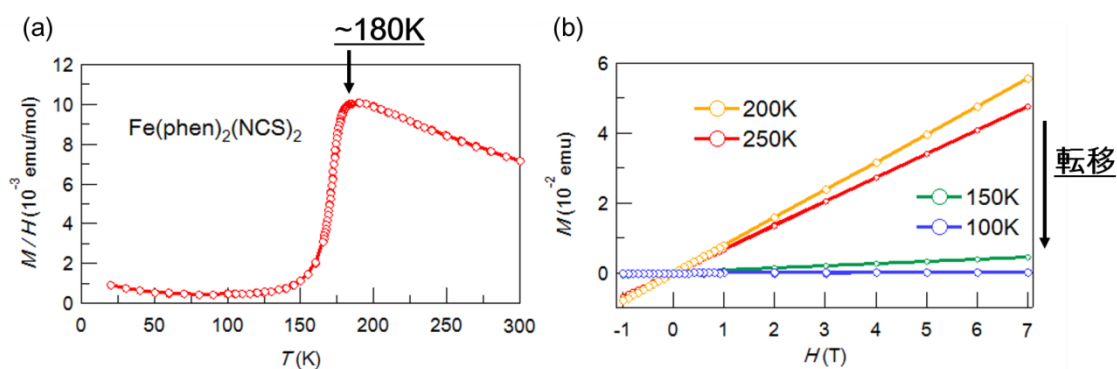 (a)
~180K
12
10
8
6
4
2
0
M / H (10⁻³ emu/mol)
Fe(phen)₂(NCS)₂
0 50 100 150 200 250 300
T (K)
(b)
6
4
2
0
M (10⁻² emu)
200K
250K
150K
100K
転移
-1 0 1 2 3 4 5 6 7
H (T)